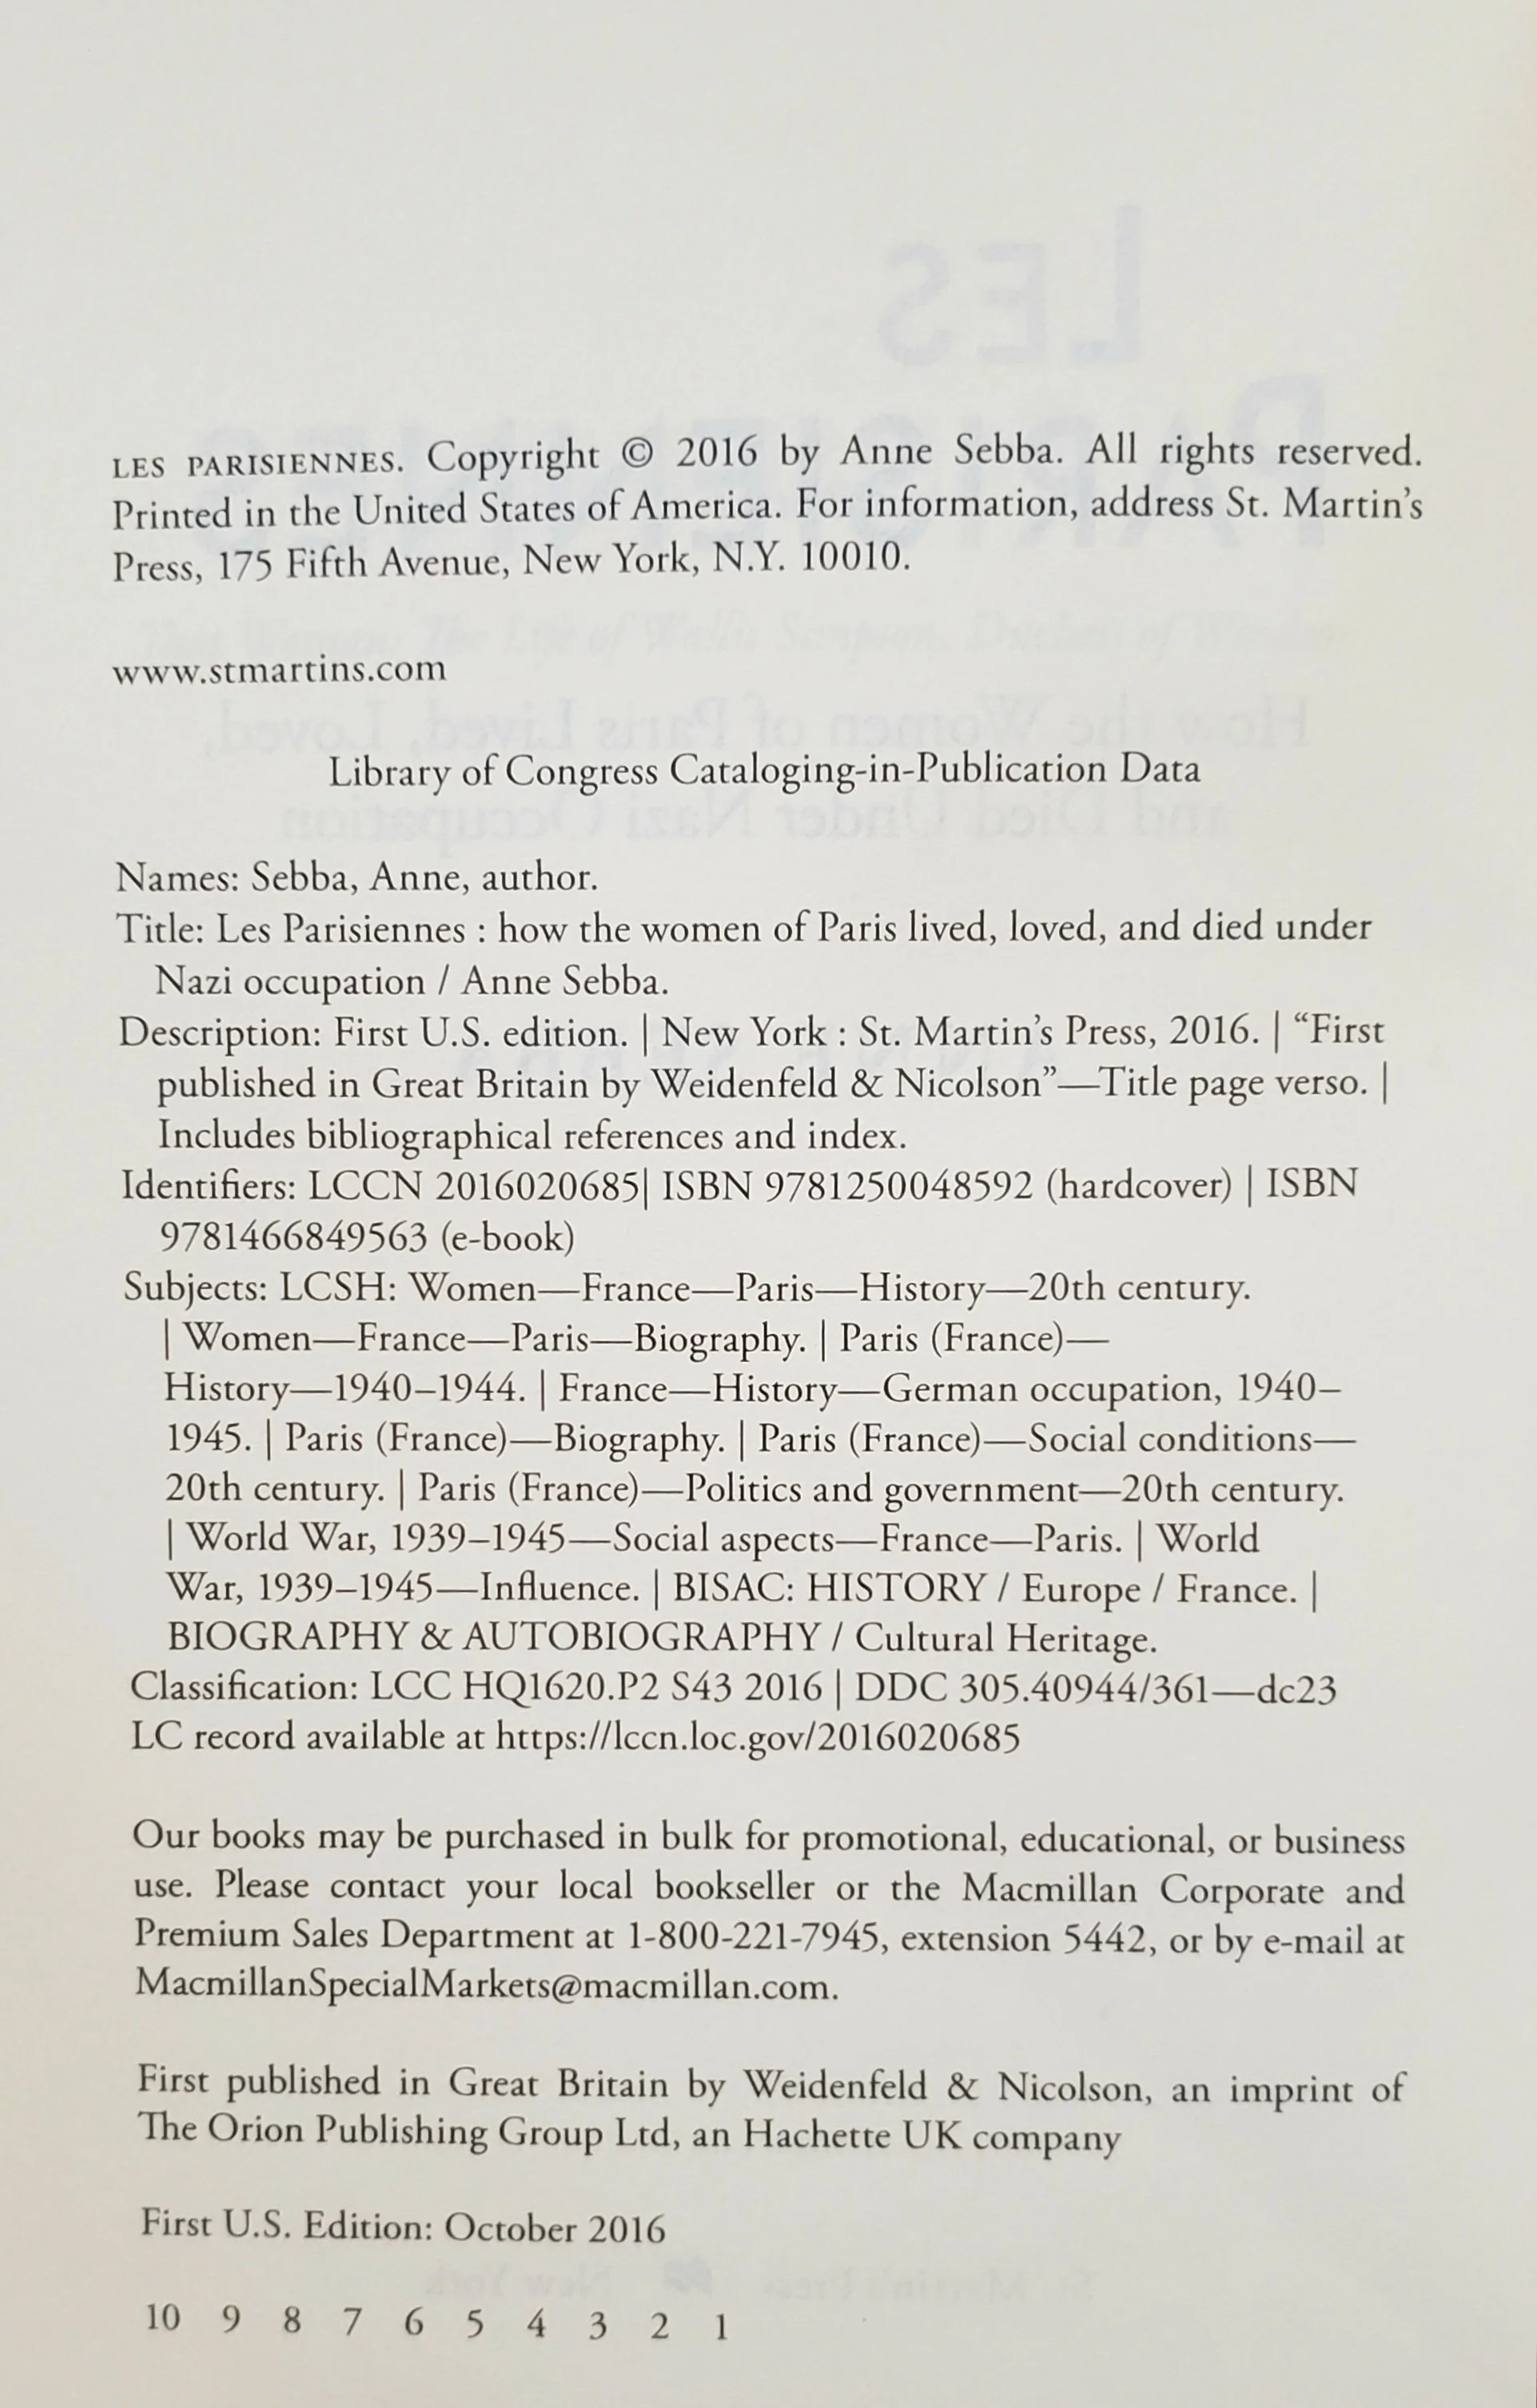 LES PARISIENNES. Copyright © 2016 by Anne Sebba. All rights reserved.
Printed in the United States of America. For information, address St. Martin’s
Press, 175 Fifth Avenue, New York, N.Y. 10010.
www.stmartins.com
Library of Congress Cataloging-in-Publication Data
Names: Sebba, Anne, author.
Title: Les Parisiennes : how the women of Paris lived, loved, and died under
Nazi occupation / Anne Sebba.
Description: First U.S. edition. | New York : St. Martin’s Press, 2016. | “First
published in Great Britain by Weidenfeld & Nicolson”—Title page verso. |
Includes bibliographical references and index.
Identifiers: LCCN 2016020685| ISBN 9781250048592 (hardcover) | ISBN
9781466849563 (e-book)
Subjects: LCSH: Women—France—Paris—History—20th century.
| Women—France—Paris—Biography. | Paris (France)—
History—1940–1944. | France—History—German occupation, 1940–
1945. | Paris (France)—Biography. | Paris (France)—Social conditions—
20th century. | Paris (France)—Politics and government—20th century.
| World War, 1939–1945—Social aspects—France—Paris. | World
War, 1939–1945—Influence. | BISAC: HISTORY / Europe / France. |
BIOGRAPHY & AUTOBIOGRAPHY / Cultural Heritage.
Classification: LCC HQ1620.P2 S43 2016 | DDC 305.40944/361—dc23
LC record available at https://lccn.loc.gov/2016020685
Our books may be purchased in bulk for promotional, educational, or business
use. Please contact your local bookseller or the Macmillan Corporate and
Premium Sales Department at 1-800-221-7945, extension 5442, or by e-mail at
MacmillanSpecialMarkets@macmillan.com.
First published in Great Britain by Weidenfeld & Nicolson, an imprint of
The Orion Publishing Group Ltd, an Hachette UK company
First U.S. Edition: October 2016
10 9 8 7 6 5 4 3 2 1